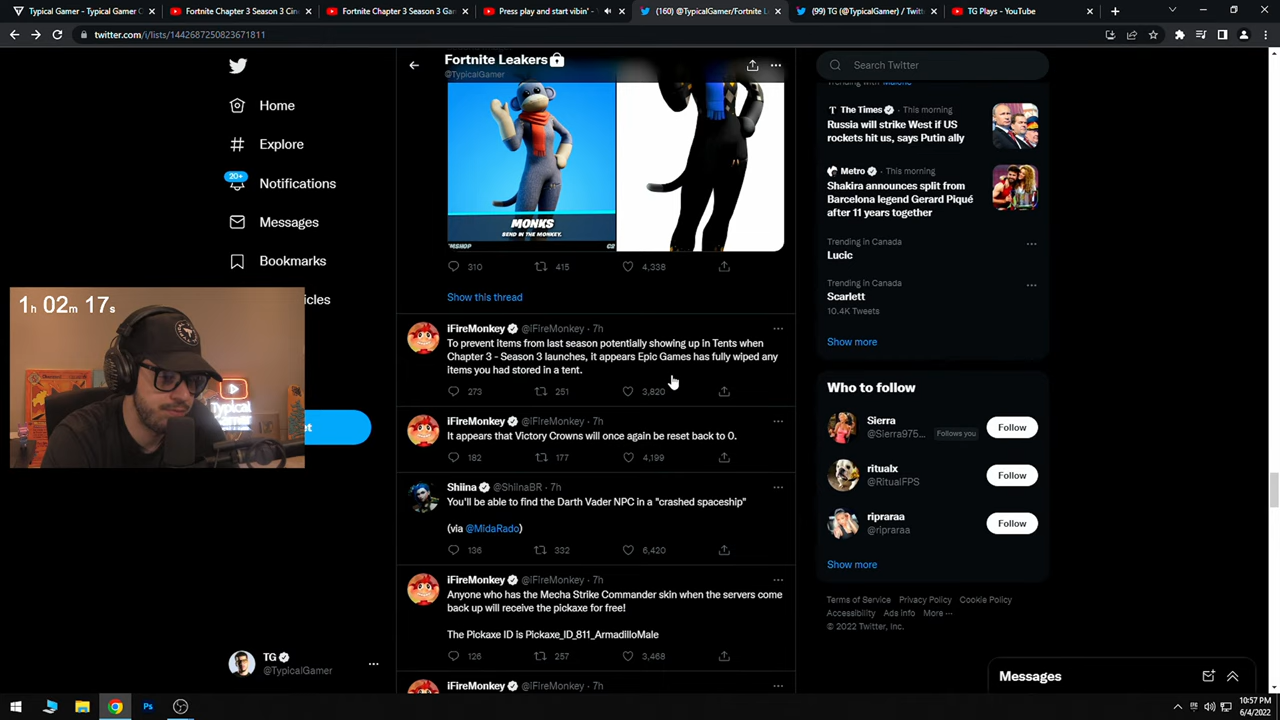 Typical Gamer - Typical Gamer C
Fortnite Chapter 3 Season 3 Cin
Fortnite Chapter 3 Season 3 Ga
Press play and start vibin'
(160) @TypicalGamer/Fortnite L
(99) TG (@TypicalGamer) / Twitt
TG Plays - YouTube
twitter.com/i/lists/1442687250823671811
Fortnite Leakers
@TypicalGamer
Search Twitter
Home
Explore
20+
Notifications
Messages
Bookmarks
icles
1h 02m 17s
Typical
Gamer
et
TG
@TypicalGamer
MONKS
SEND IN THE MONKEY.
310
415
4,338
Show this thread
iFireMonkey @iFireMonkey · 7h
To prevent items from last season potentially showing up in Tents when
Chapter 3 - Season 3 launches, it appears Epic Games has fully wiped any
items you had stored in a tent.
273
251
3,820
iFireMonkey @iFireMonkey · 7h
It appears that Victory Crowns will once again be reset back to 0.
182
177
4,199
Shiina @ShiinaBR · 7h
You'll be able to find the Darth Vader NPC in a "crashed spaceship"
(via @MidaRado)
136
332
6,420
iFireMonkey @iFireMonkey · 7h
Anyone who has the Mecha Strike Commander skin when the servers come
back up will receive the pickaxe for free!
The Pickaxe ID is Pickaxe_ID_811_ArmadilloMale
126
257
3,468
iFireMonkey @iFireMonkey · 7h
The Times · This morning
Russia will strike West if US
rockets hit us, says Putin ally
Metro · This morning
Shakira announces split from
Barcelona legend Gerard Piqué
after 11 years together
Trending in Canada
Lucic
Trending in Canada
Scarlett
10.4K Tweets
Show more
Who to follow
Sierra
@Sierra975...
Follows you
Follow
ritualx
@RitualFPS
Follow
ripraraa
@ripraraa
Follow
Show more
Terms of Service Privacy Policy Cookie Policy
Accessibility Ads info More ···
© 2022 Twitter, Inc.
Messages
Ps
10:57 PM
6/4/2022